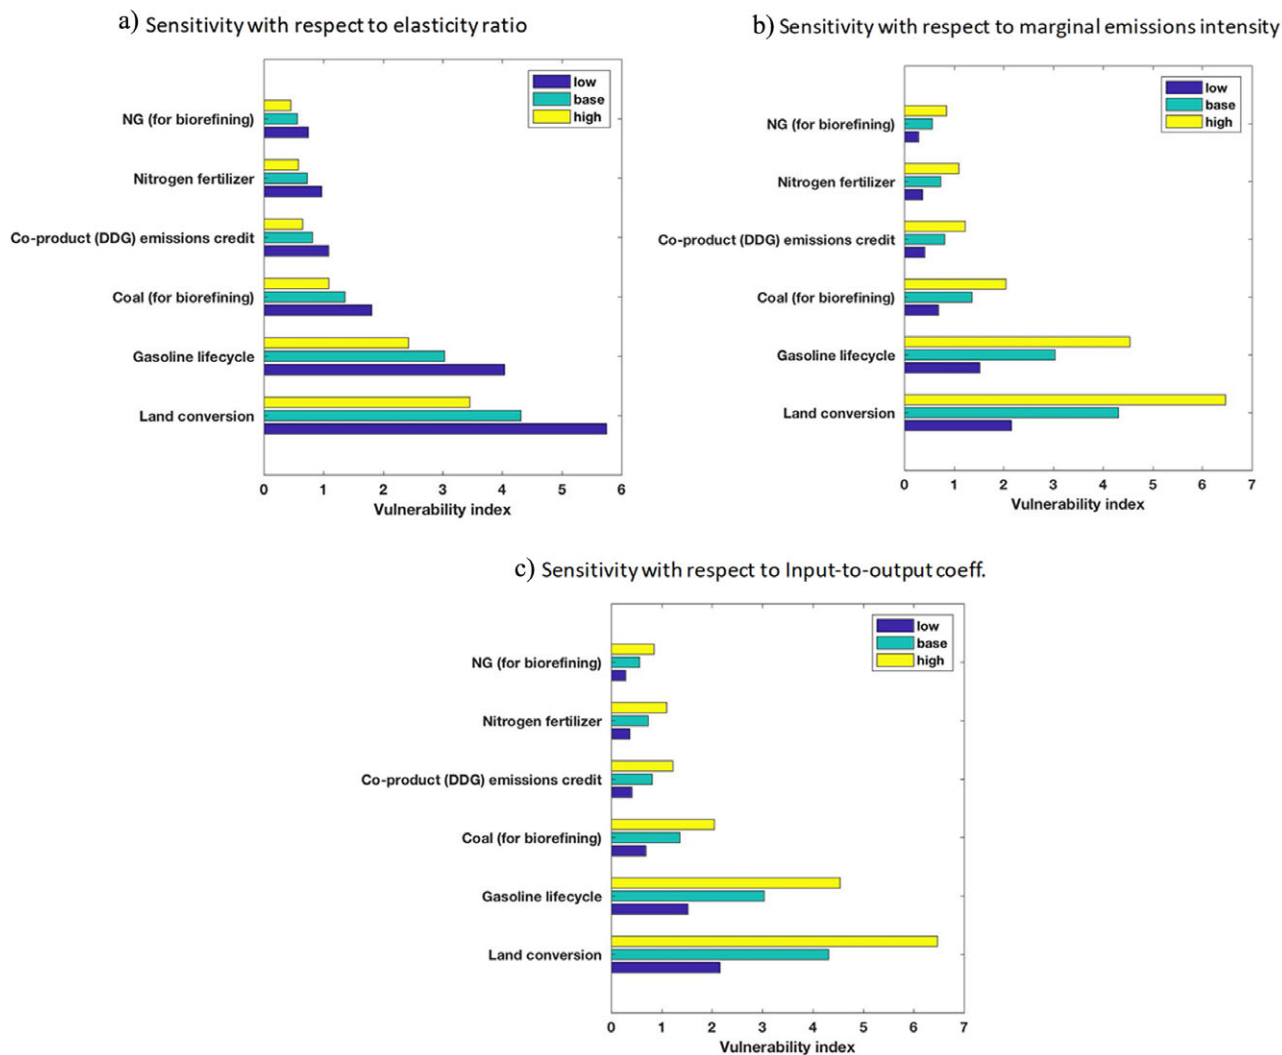 a) Sensitivity with respect to elasticity ratio
low
base
high
NG (for biorefining)
Nitrogen fertilizer
Co-product (DDG) emissions credit
Coal (for biorefining)
Gasoline lifecycle
Land conversion
0 1 2 3 4 5 6
Vulnerability index
b) Sensitivity with respect to marginal emissions intensity
low
base
high
NG (for biorefining)
Nitrogen fertilizer
Co-product (DDG) emissions credit
Coal (for biorefining)
Gasoline lifecycle
Land conversion
0 1 2 3 4 5 6 7
Vulnerability index
c) Sensitivity with respect to Input-to-output coeff.
low
base
high
NG (for biorefining)
Nitrogen fertilizer
Co-product (DDG) emissions credit
Coal (for biorefining)
Gasoline lifecycle
Land conversion
0 1 2 3 4 5 6 7
Vulnerability index